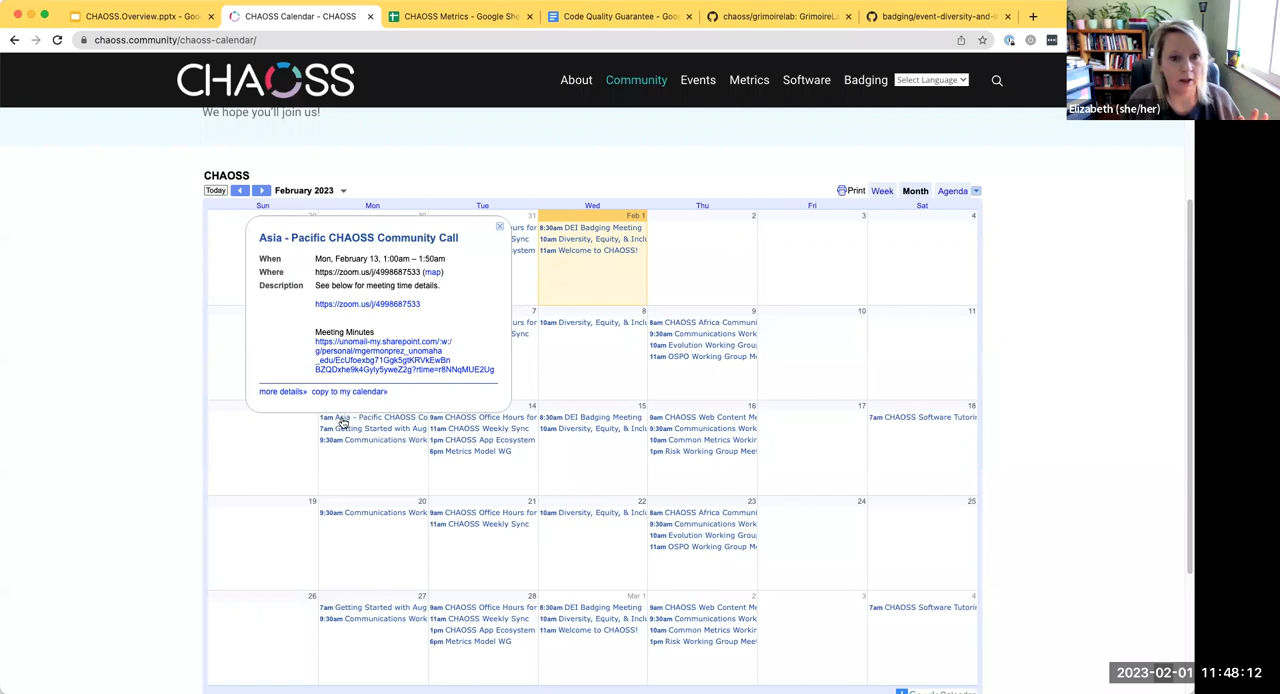 CHAOSS.Overview.pptx - Goo
CHAOSS Calendar - CHAOSS
CHAOSS Metrics - Google She
Code Quality Guarantee - Goo
chaoss/grimoirelab: GrimoireLa
badging/event-diversity-and-i
chaoss.community/chaoss-calendar/
CHAOSS
About
Community
Events
Metrics
Software
Badging
Select Language
Elizabeth (she/her)
We hope you'll join us!
CHAOSS
Today
February 2023
Print
Week
Month
Agenda
Sun
Mon
Tue
Wed
Thu
Fri
Sat
31
Feb 1
2
3
4
urs for
Sync
system
8:30am DEI Badging Meeting
10am Diversity, Equity, & Inclu
11am Welcome to CHAOSS!
Asia - Pacific CHAOSS Community Call
When Mon, February 13, 1:00am – 1:50am
Where https://zoom.us/j/4998687533 (map)
Description See below for meeting time details.
https://zoom.us/j/4998687533
Meeting Minutes
https://unomail-my.sharepoint.com/:w:/
g/personal/mgermonprez_unomaha
_edu/EcUfoexbg71Ggk5gtKRVkEwBn
BZQDxhe9k4Gyly5yweZ2g?rtime=r8NNqMUE2Ug
more details» copy to my calendar»
7
8
9
10
11
urs for
Sync
10am Diversity, Equity, & Inclu
8am CHAOSS Africa Communi
9:30am Communications Work
10am Evolution Working Grou
11am OSPO Working Group M
14
15
16
17
18
1am Asia - Pacific CHAOSS Co
7am Getting Started with Aug
9:30am Communications Work
9am CHAOSS Office Hours for
11am CHAOSS Weekly Sync
1pm CHAOSS App Ecosystem
6pm Metrics Model WG
8:30am DEI Badging Meeting
10am Diversity, Equity, & Inclu
9am CHAOSS Web Content Me
9:30am Communications Work
10am Common Metrics Workin
1pm Risk Working Group Meet
7am CHAOSS Software Tutorin
19
20
21
22
23
24
25
9:30am Communications Work
9am CHAOSS Office Hours for
11am CHAOSS Weekly Sync
10am Diversity, Equity, & Inclu
8am CHAOSS Africa Communi
9:30am Communications Work
10am Evolution Working Grou
11am OSPO Working Group M
26
27
28
Mar 1
2
3
4
7am Getting Started with Aug
9:30am Communications Work
9am CHAOSS Office Hours for
11am CHAOSS Weekly Sync
1pm CHAOSS App Ecosystem
6pm Metrics Model WG
8:30am DEI Badging Meeting
10am Diversity, Equity, & Inclu
11am Welcome to CHAOSS!
9am CHAOSS Web Content Me
9:30am Communications Work
10am Common Metrics Workin
1pm Risk Working Group Meet
7am CHAOSS Software Tutorin
2023-02-01 11:48:12